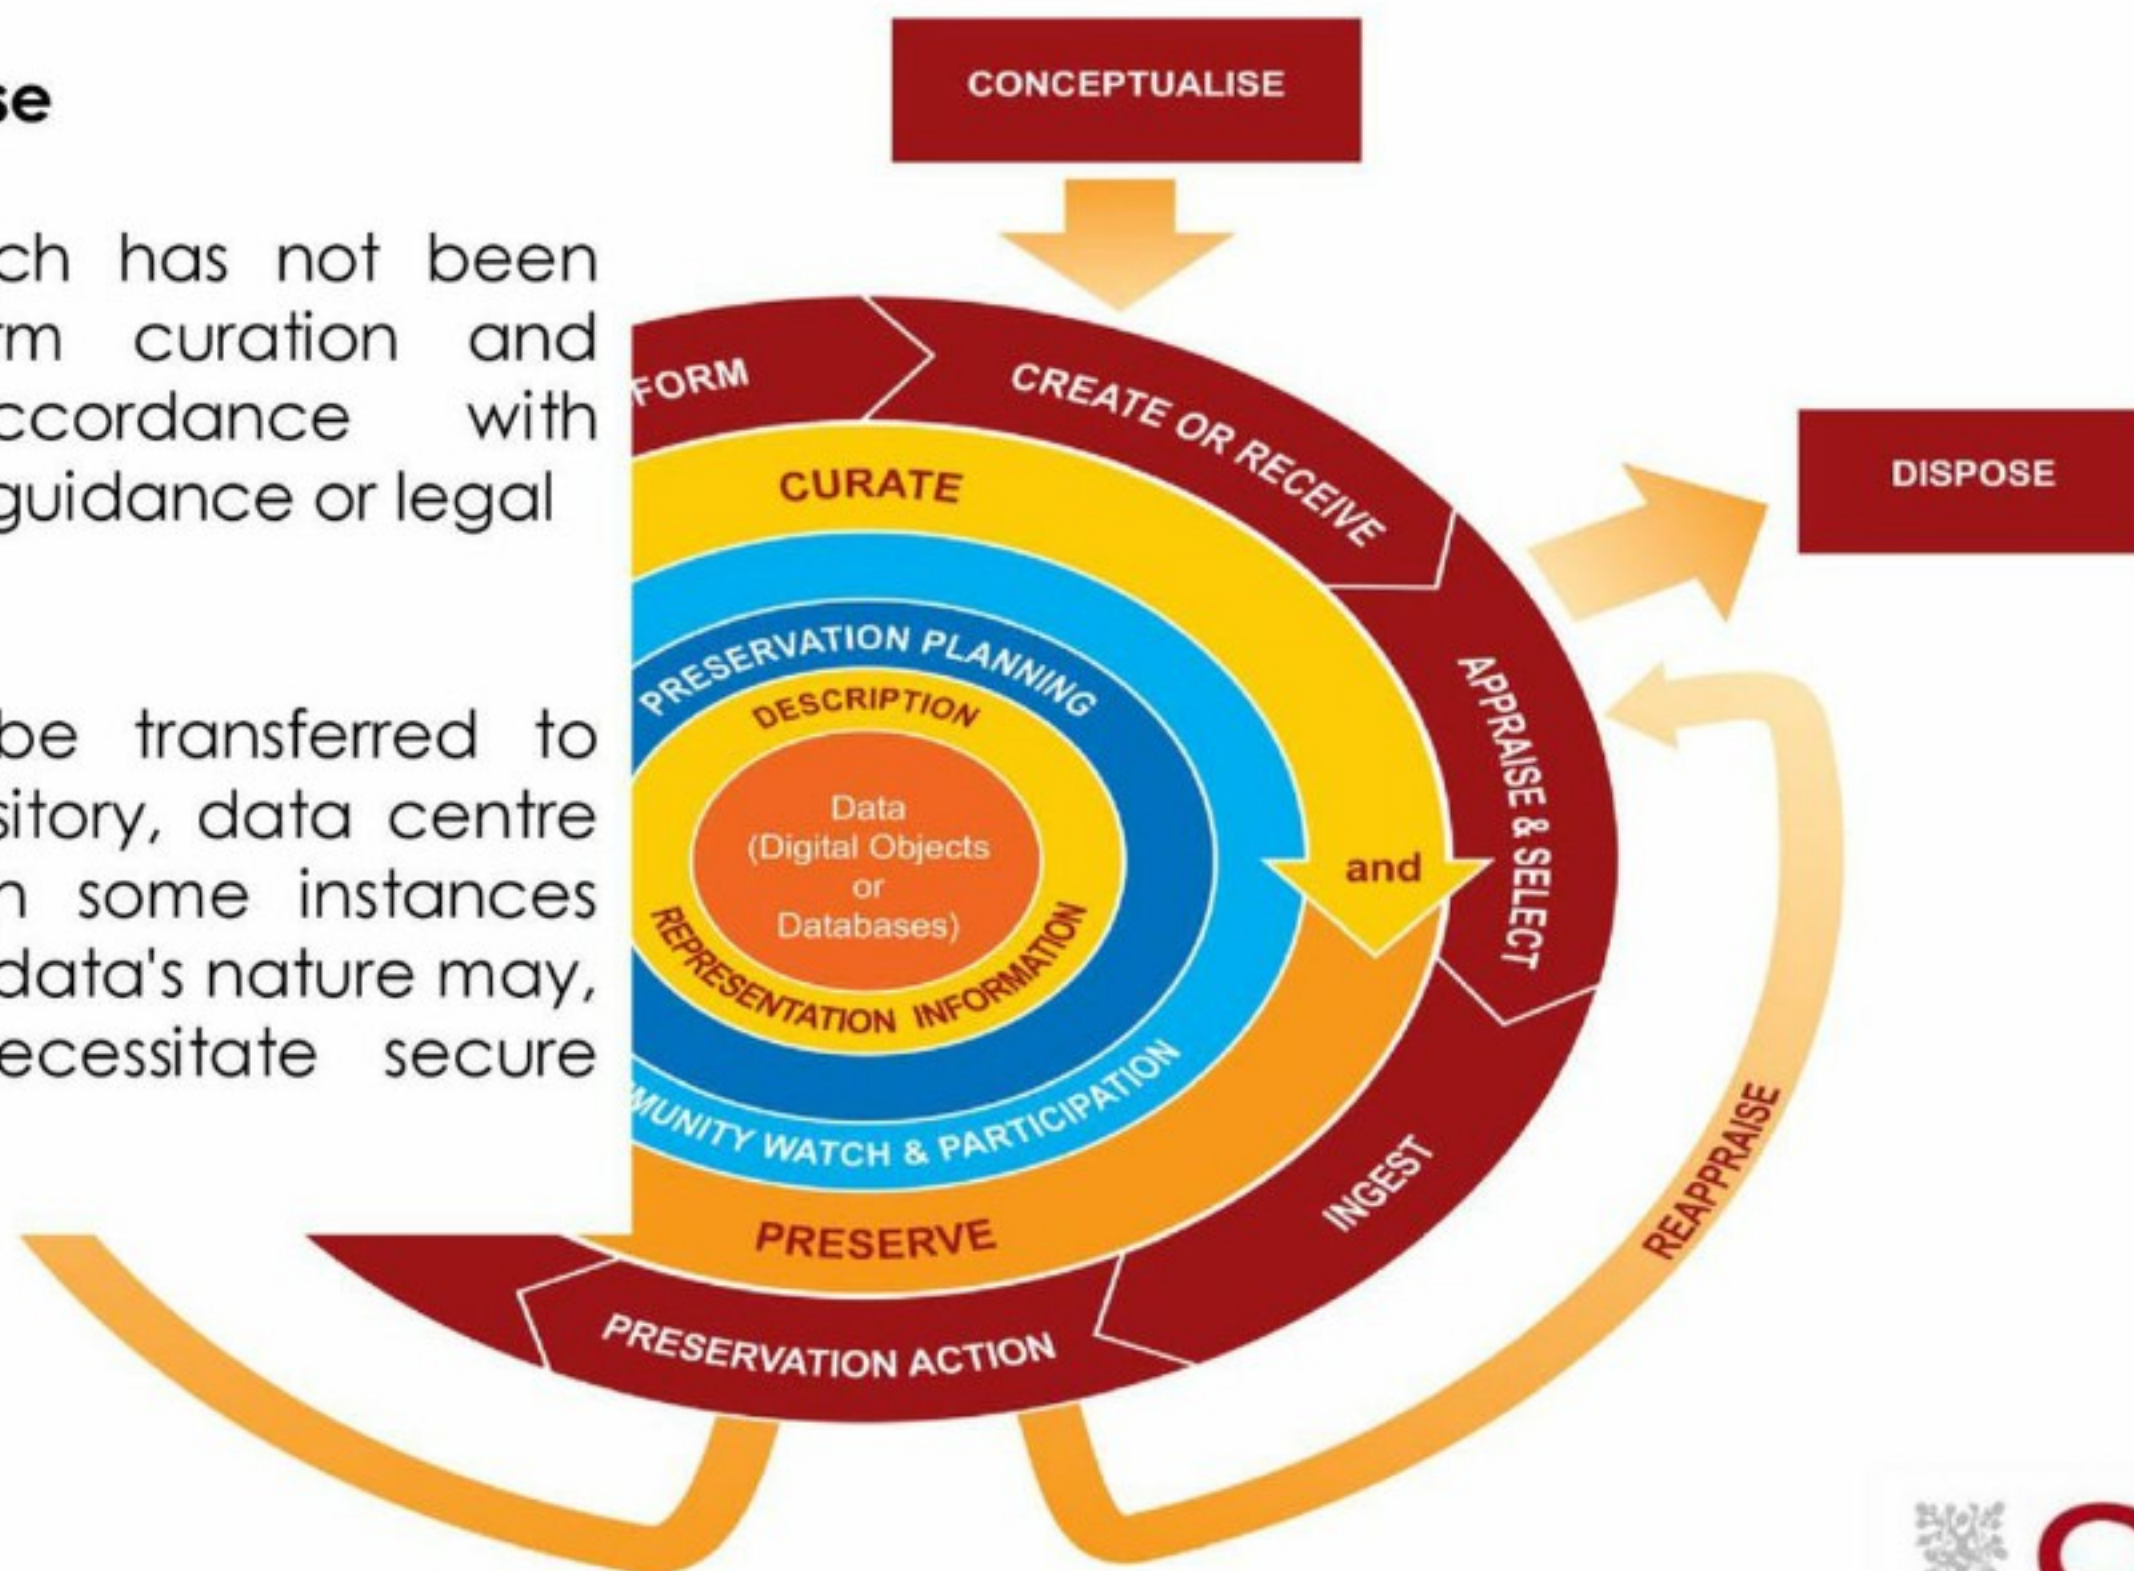 se
ch has not been
rm curation and
ccordance with
guidance or legal
be transferred to
sitory, data centre
n some instances
data's nature may,
ecessitate secure
CONCEPTUALISE
FORM
CREATE OR RECEIVE
DISPOSE
CURATE
APPRAISE & SELECT
PRESERVATION PLANNING
DESCRIPTION
Data
(Digital Objects
or
Databases)
and
REPRESENTATION INFORMATION
MUNITY WATCH & PARTICIPATION
INGEST
REAPPRAISE
PRESERVE
PRESERVATION ACTION